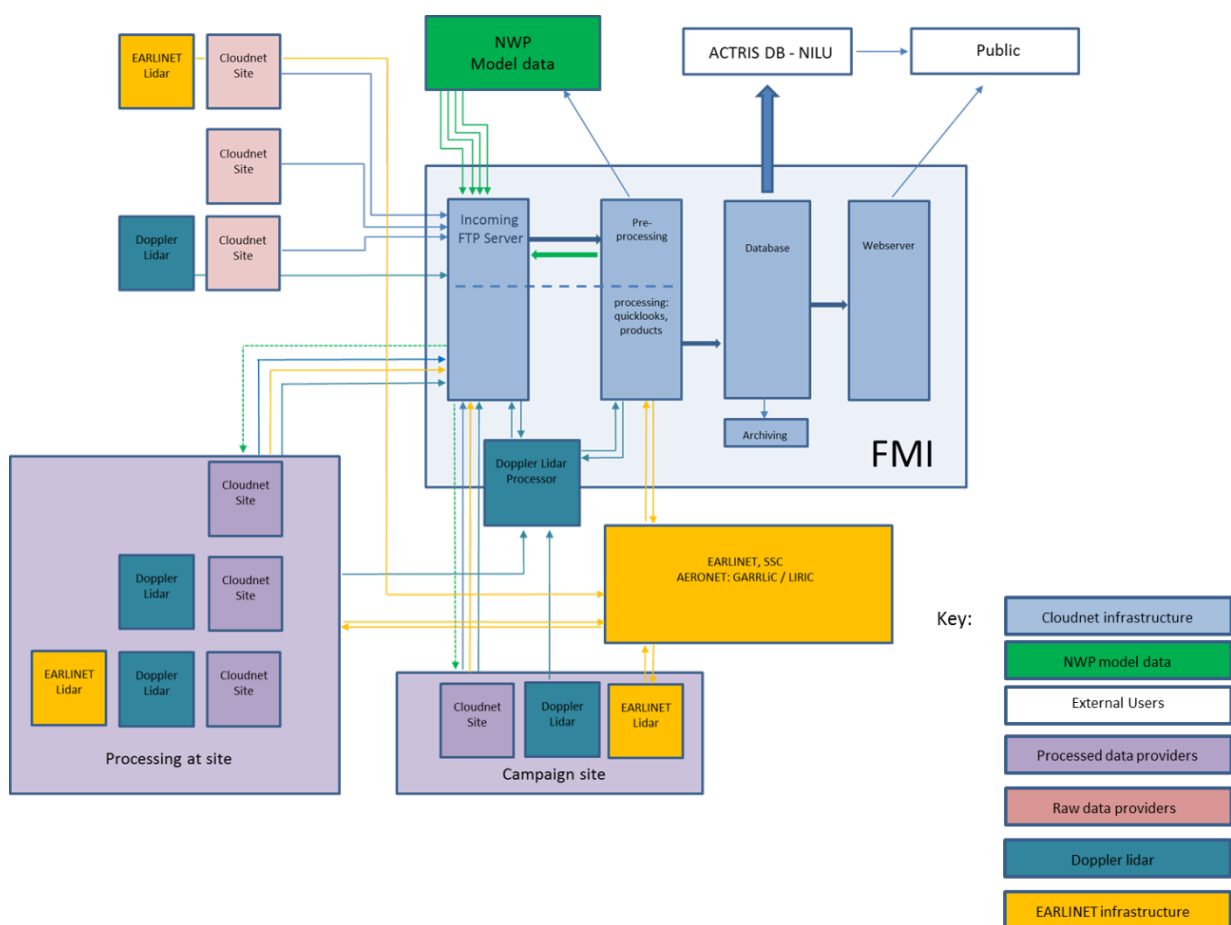 EARLINET
Lidar
Cloudnet
Site
NWP
Model data
ACTRIS DB - NILU
Public
Cloudnet
Site
Doppler
Lidar
Cloudnet
Site
Incoming
FTP Server
Pre-
processing
processing:
quicklooks,
products
Database
Webserver
Archiving
FMI
Doppler Lidar
Processor
Cloudnet
Site
Doppler
Lidar
Cloudnet
Site
EARLINET
Lidar
Doppler
Lidar
Cloudnet
Site
Processing at site
EARLINET, SSC
AERONET: GARRLiC / LIRIC
Cloudnet
Site
Doppler
Lidar
EARLINET
Lidar
Campaign site
Key:
Cloudnet infrastructure
NWP model data
External Users
Processed data providers
Raw data providers
Doppler lidar
EARLINET infrastructure